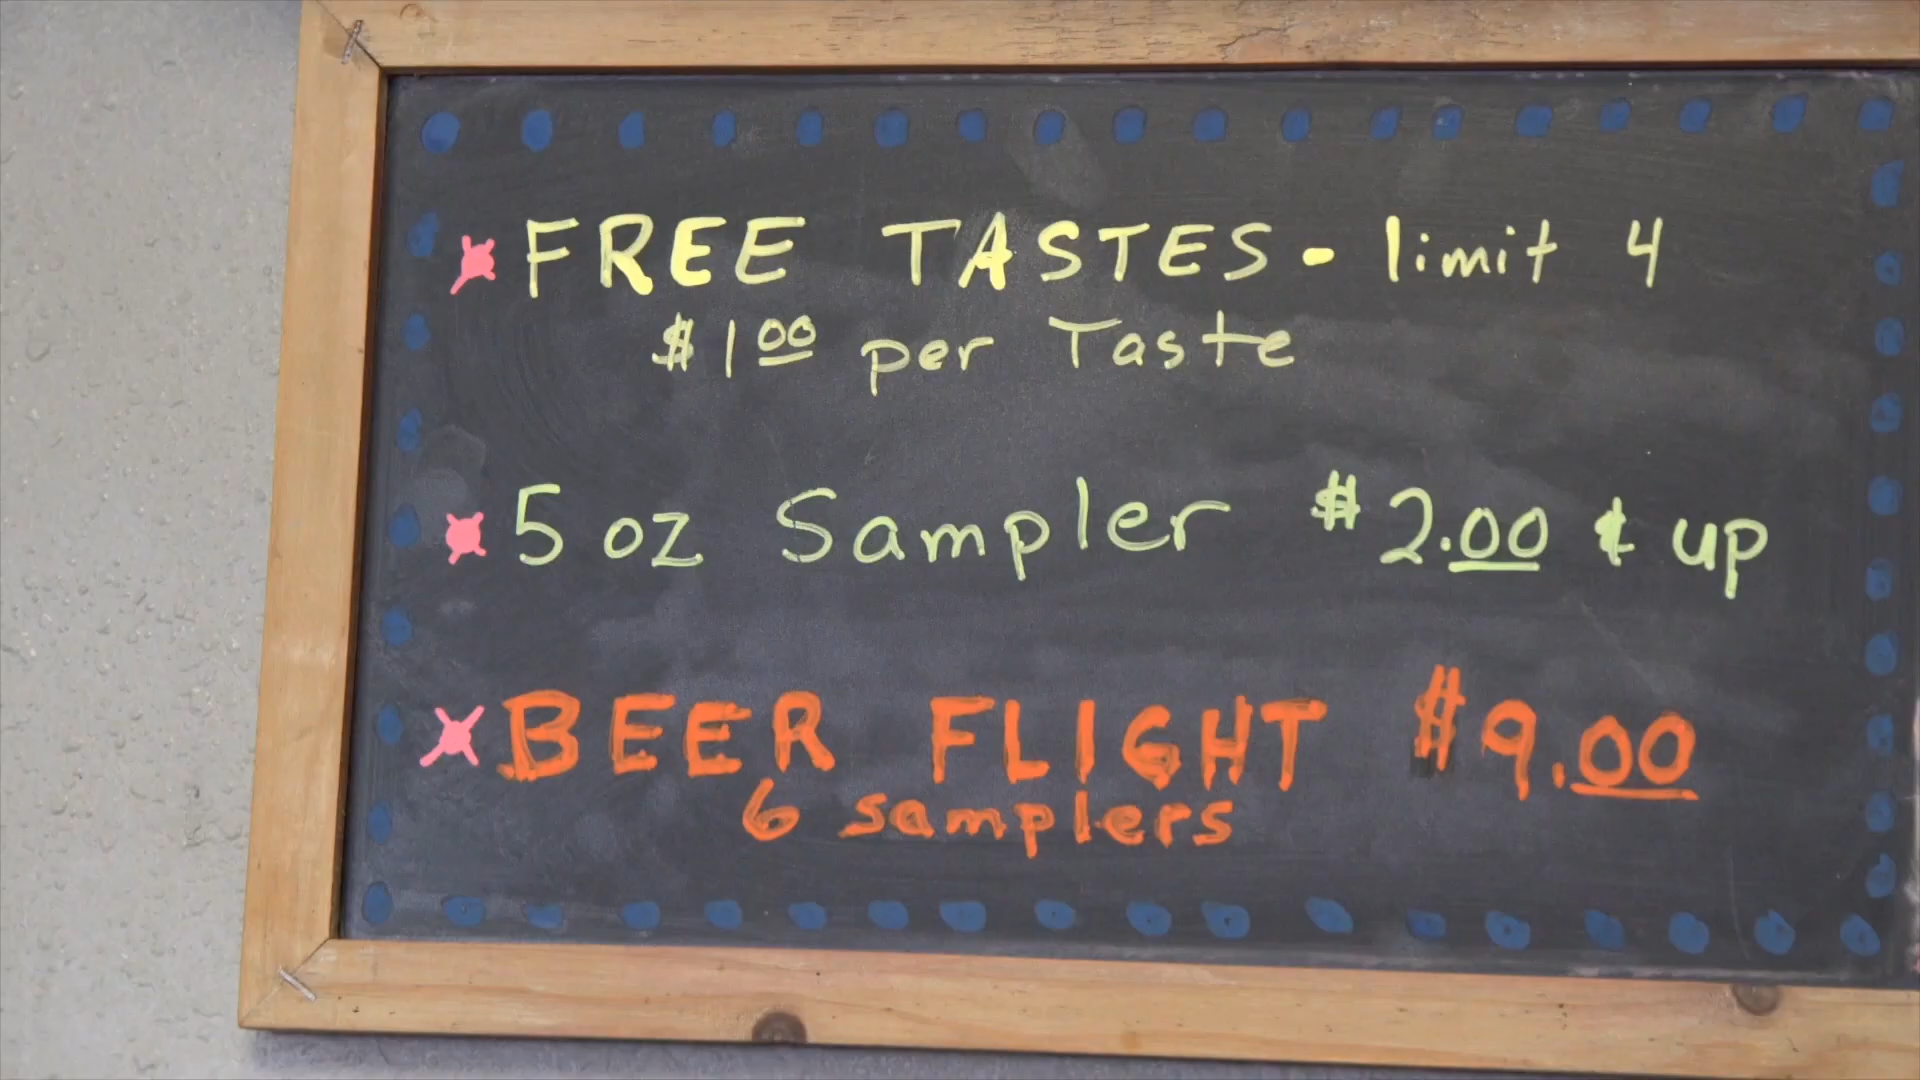 FREE TASTES - limit 4
$1.00 per Taste
5 oz Sampler $2.00 & up
BEER FLIGHT $9.00
6 samplers